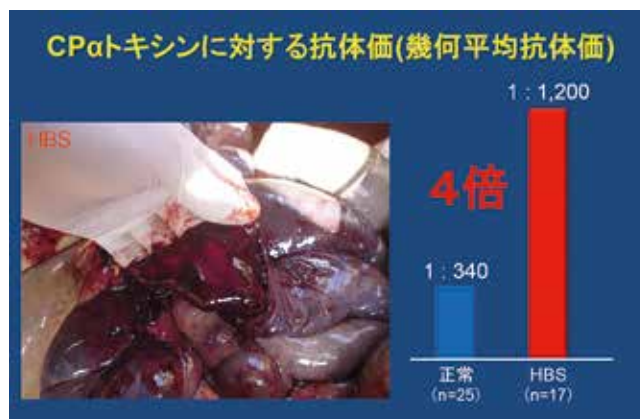 CPαトキシンに対する抗体価(幾何平均抗体価)
HBS
1：1,200
4倍
1：340
正常
(n=25)
HBS
(n=17)